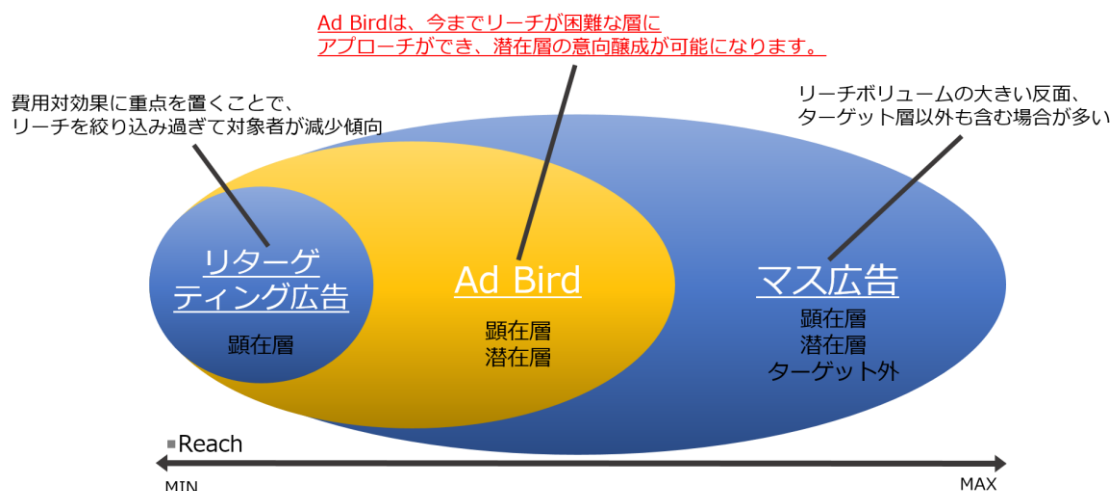 Ad Birdは、今までリーチが困難な層に
アプローチができ、潜在層の意向醸成が可能になります。
費用対効果に重点を置くことで、
リーチを絞り込み過ぎて対象者が減少傾向
リーチボリュームの大きい反面、
ターゲット層以外も含む場合が多い
リターゲ
ティング広告
顕在層
Ad Bird
顕在層
潜在層
マス広告
顕在層
潜在層
ターゲット外
■Reach
MIN
MAX